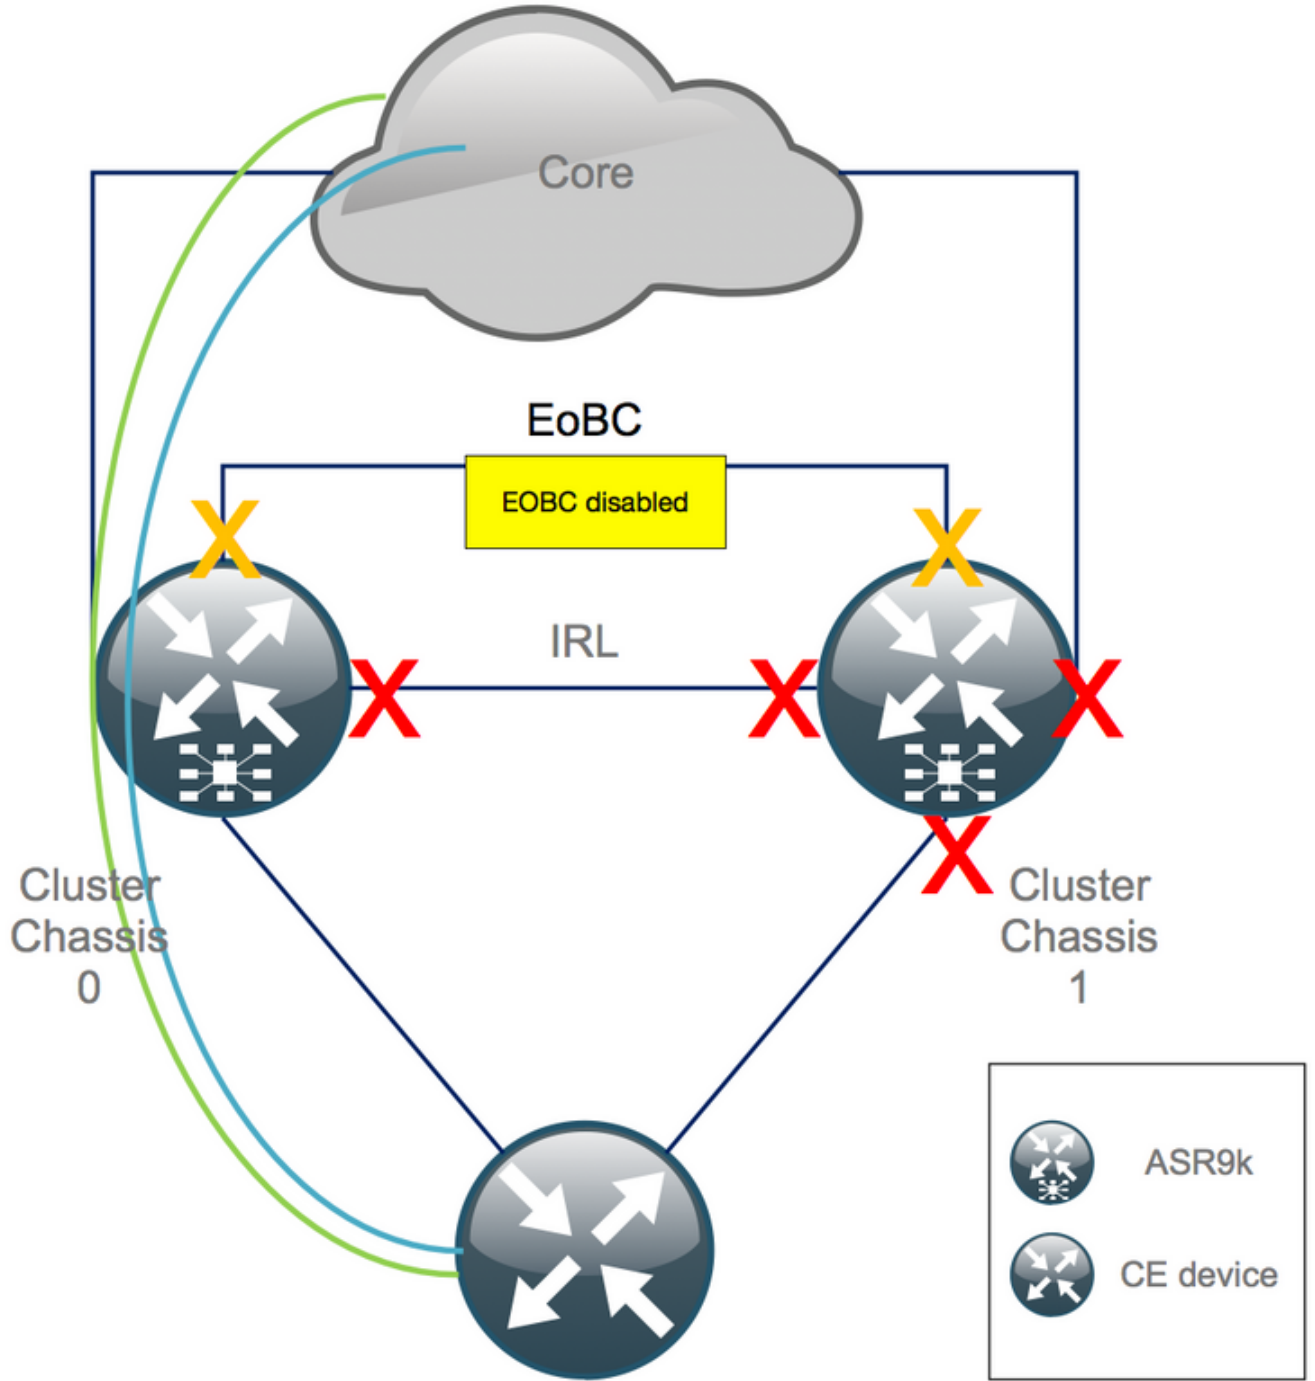 Core
EoBC
EOBC disabled
IRL
Cluster
Chassis
0
Cluster
Chassis
1
ASR9k
CE device